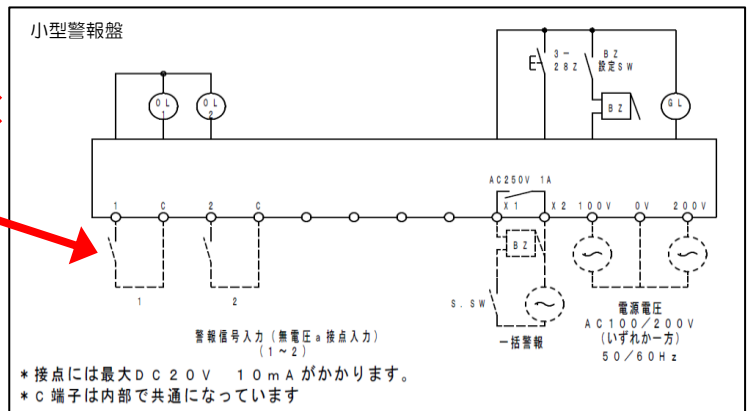 小型警報盤
3－
28Z
BZ
設定SW
OL
1
OL
2
BZ
GL
AC250V 1A
1 C 2 C X1 X2 100V 0V 200V
BZ
S.SW
1 2
警報信号入力（無電圧a接点入力）
（1～2）
一括警報
電源電圧
AC100／200V
（いずれか一方）
50／60Hz
＊接点には最大DC20V 10mAがかかります。
＊C端子は内部で共通になっています